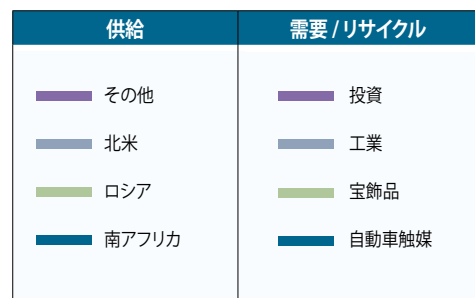 供給
需要 / リサイクル
その他
投資
北米
工業
ロシア
宝飾品
南アフリカ
自動車触媒